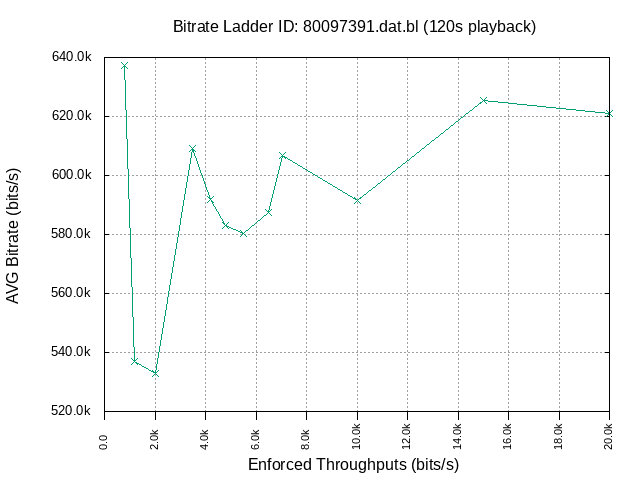 Bitrate Ladder ID: 80097391.dat.bl (120s playback)
AVG Bitrate (bits/s)
640.0k
620.0k
600.0k
580.0k
560.0k
540.0k
520.0k
0.0
2.0k
4.0k
6.0k
8.0k
10.0k
12.0k
14.0k
16.0k
18.0k
20.0k
Enforced Throughputs (bits/s)